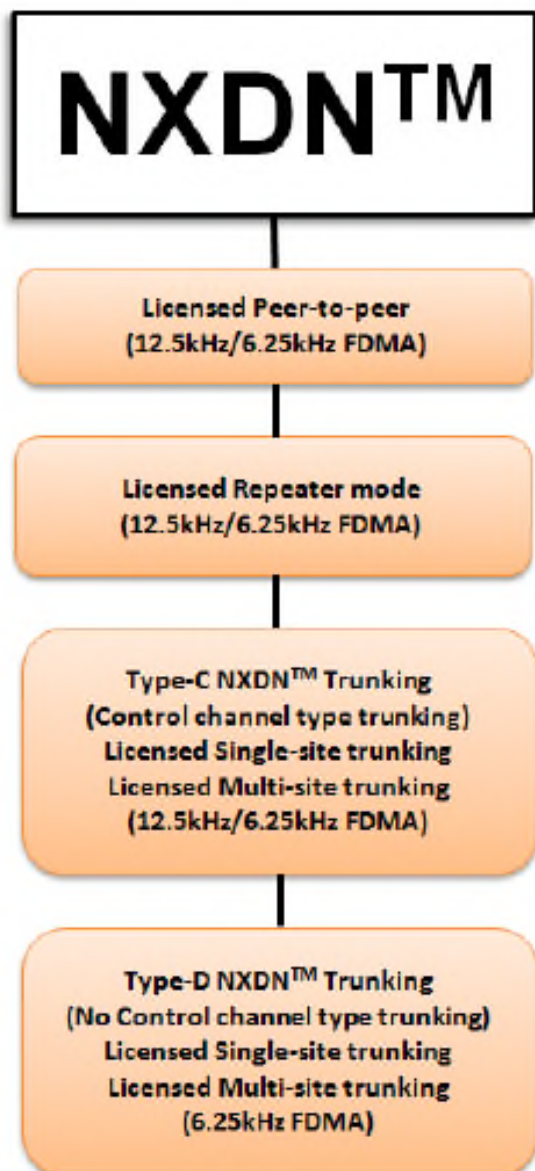 NXDN™
Licensed Peer-to-peer
(12.5kHz/6.25kHz FDMA)
Licensed Repeater mode
(12.5kHz/6.25kHz FDMA)
Type-C NXDN™ Trunking
(Control channel type trunking)
Licensed Single-site trunking
Licensed Multi-site trunking
(12.5kHz/6.25kHz FDMA)
Type-D NXDN™ Trunking
(No Control channel type trunking)
Licensed Single-site trunking
Licensed Multi-site trunking
(6.25kHz FDMA)